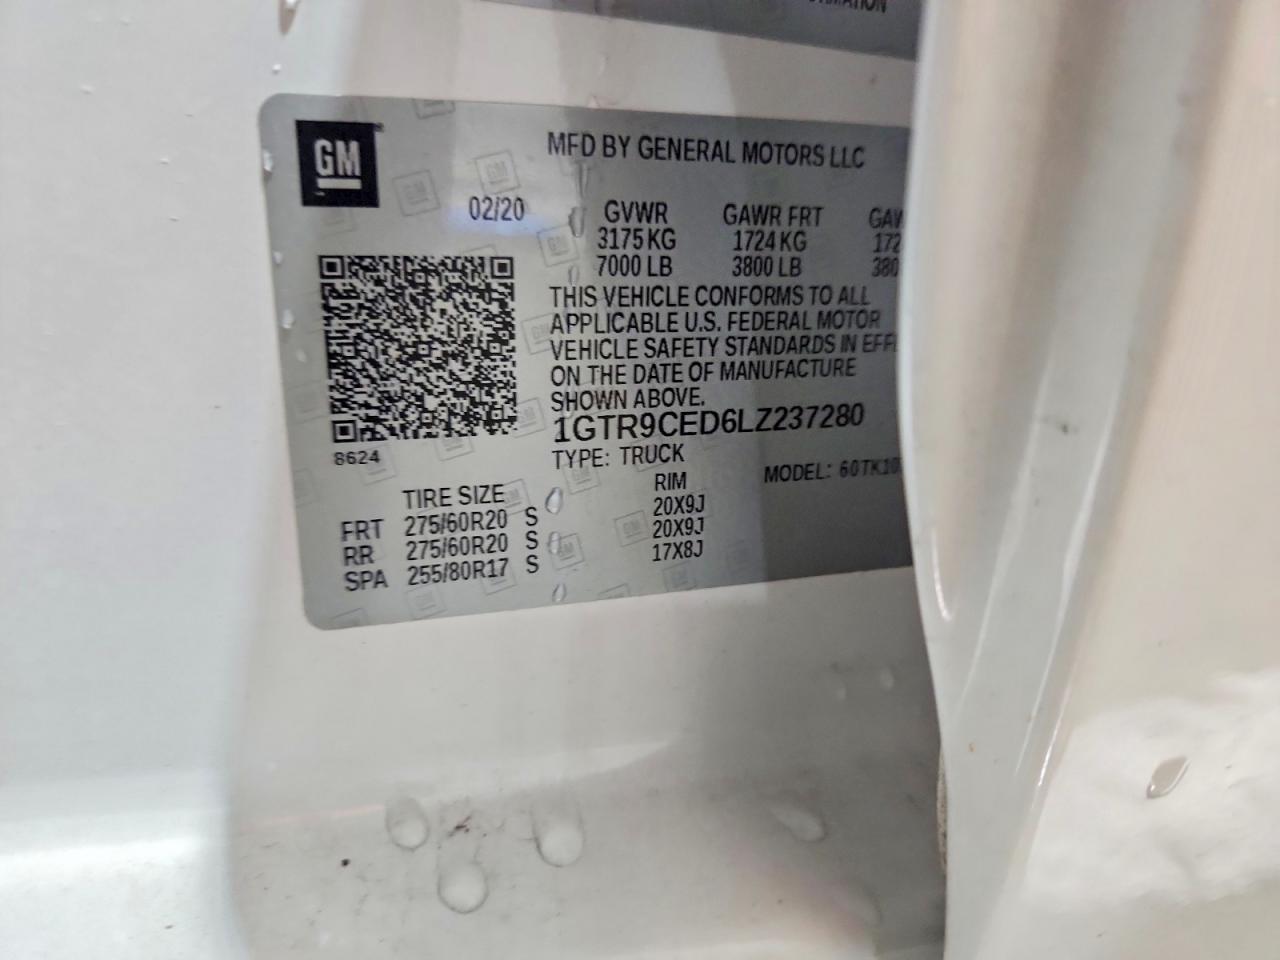 GM
MFD BY GENERAL MOTORS LLC
02/20
GVWR GAWR FRT
3175 KG 1724 KG
7000 LB 3800 LB
THIS VEHICLE CONFORMS TO ALL
APPLICABLE U.S. FEDERAL MOTOR
VEHICLE SAFETY STANDARDS IN
ON THE DATE OF MANUFACTURE
SHOWN ABOVE.
1GTR9CED6LZ237280
8624
TYPE: TRUCK
MODEL:
TIRE SIZE RIM
FRT 275/60R20 S 20X9J
RR 275/60R20 S 20X9J
SPA 255/80R17 S 17X8J